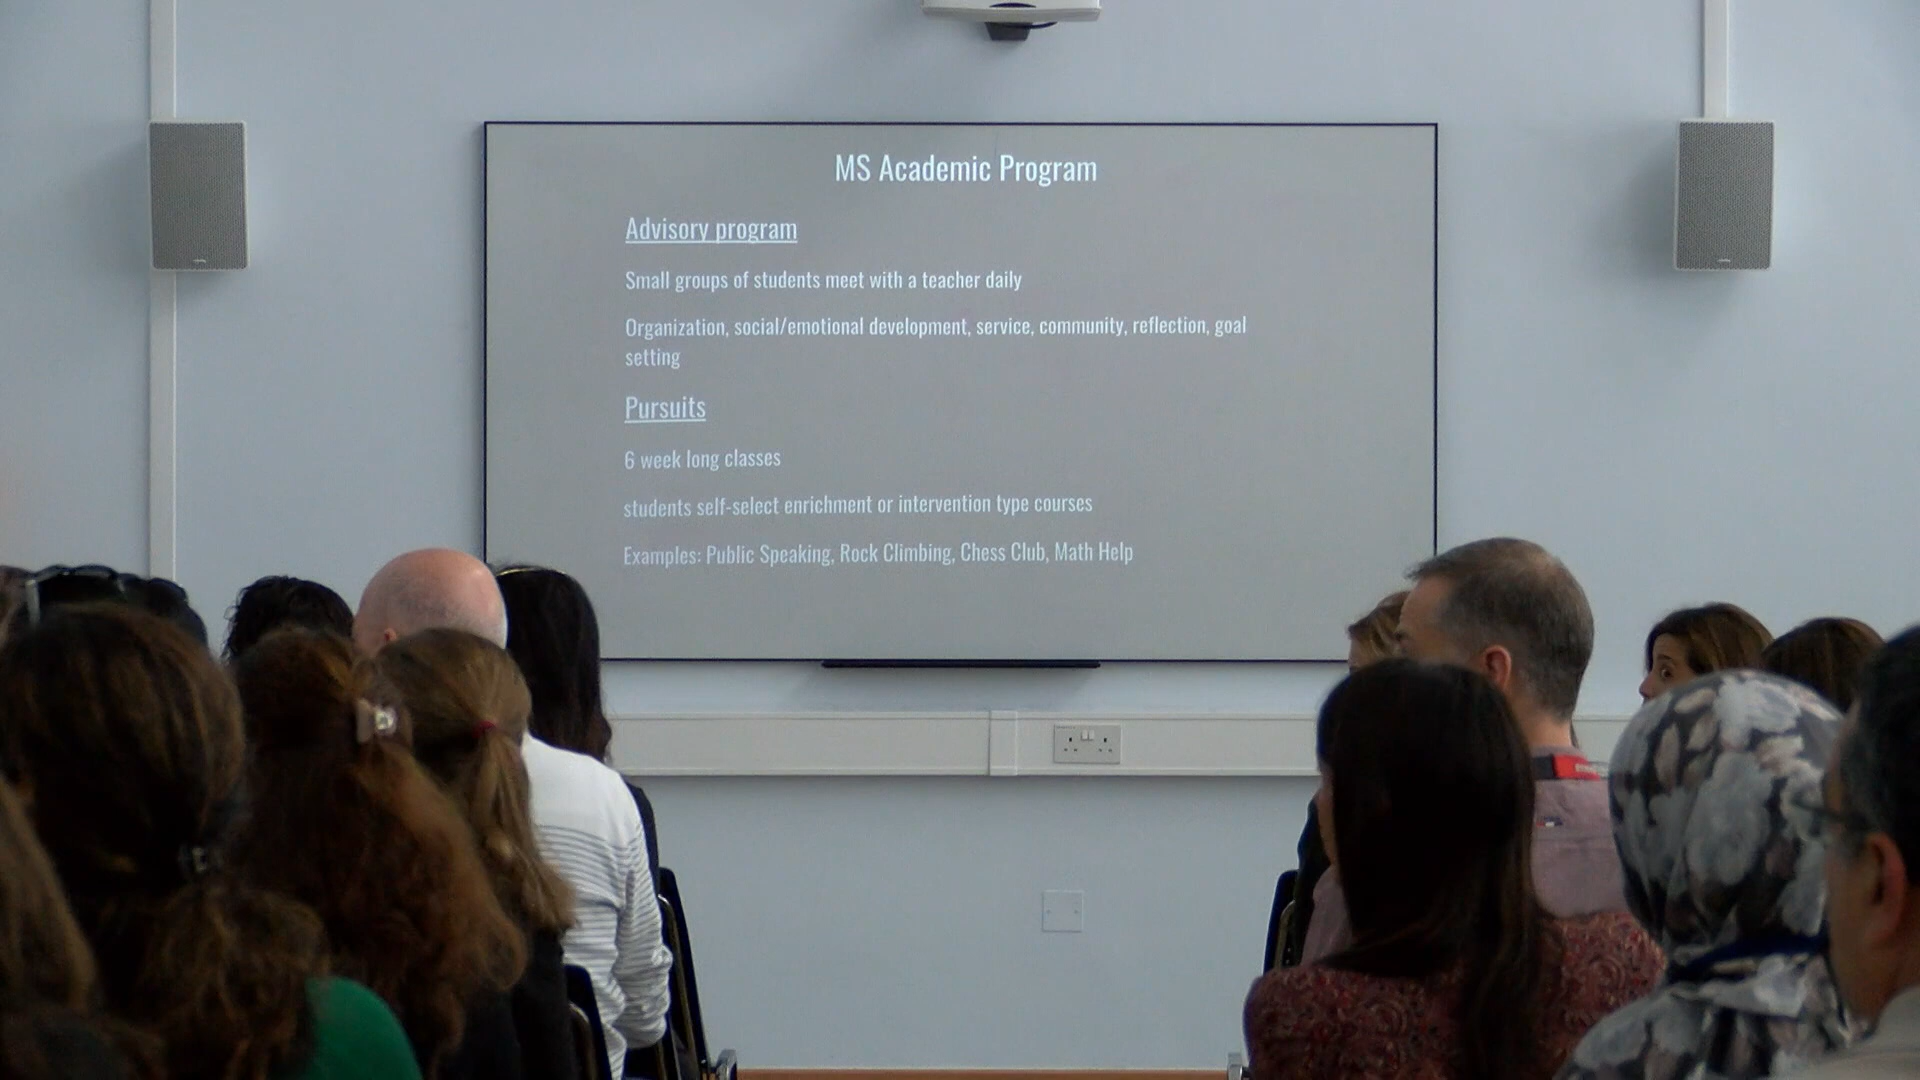 MS Academic Program
Advisory program
Small groups of students meet with a teacher daily
Organization, social/emotional development, service, community, reflection, goal
setting
Pursuits
6 week long classes
students self-select enrichment or intervention type courses
Examples: Public Speaking, Rock Climbing, Chess Club, Math Help